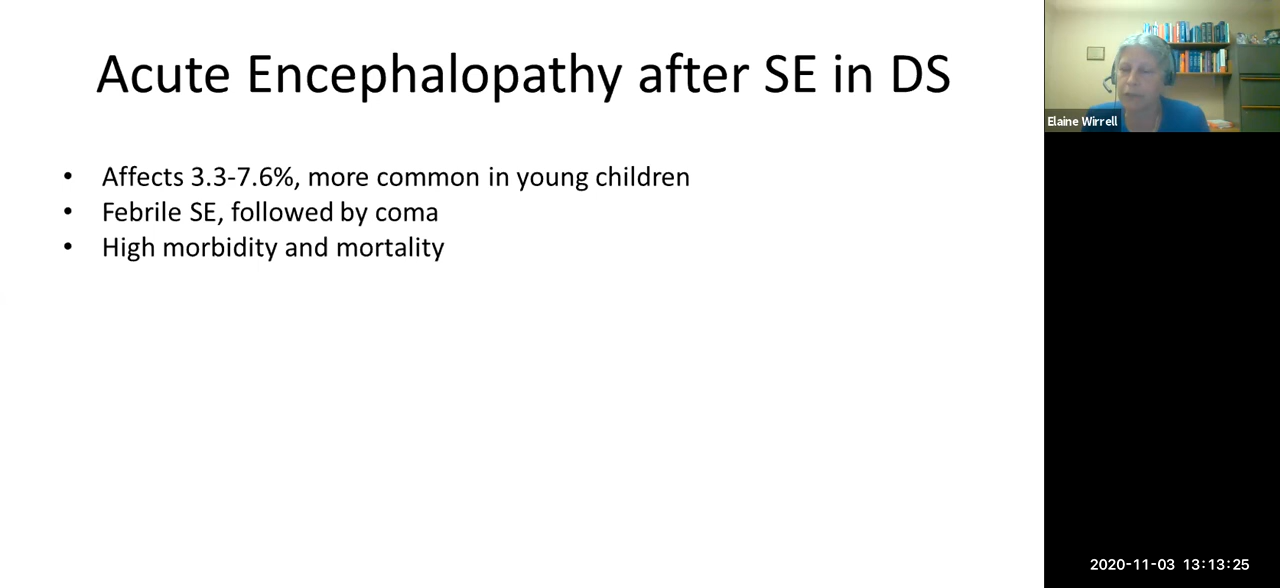 Acute Encephalopathy after SE in DS
• Affects 3.3-7.6%, more common in young children
• Febrile SE, followed by coma
• High morbidity and mortality
Elaine Wirrell
2020-11-03 13:13:25